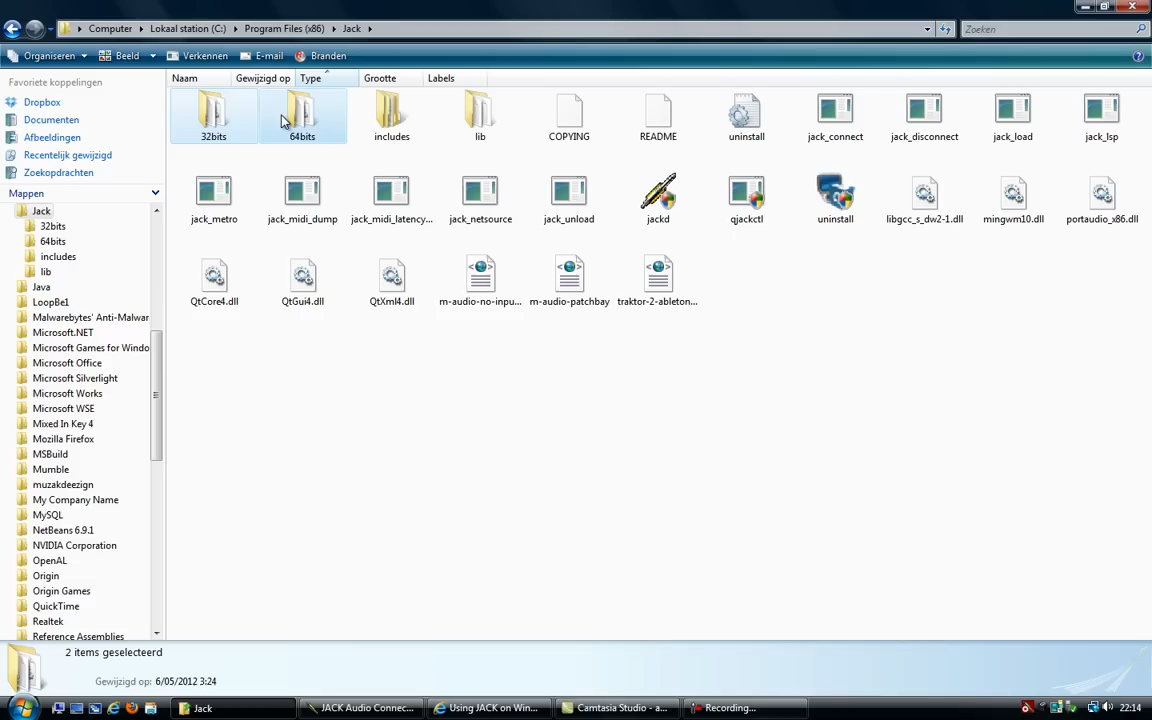 Computer
Lokaal station (C:)
Program Files (x86)
Jack
Zoeken
Organiseren
Beeld
Verkennen
E-mail
Branden
Favoriete koppelingen
Dropbox
Documenten
Afbeeldingen
Recentelijk gewijzigd
Zoekopdrachten
Mappen
Jack
32bits
64bits
includes
lib
Java
LoopBe1
Malwarebytes' Anti-Malwar
Microsoft.NET
Microsoft Games for Windo
Microsoft Office
Microsoft Silverlight
Microsoft Works
Microsoft WSE
Mixed In Key 4
Mozilla Firefox
MSBuild
Mumble
muzakdeezign
My Company Name
MySQL
NetBeans 6.9.1
NVIDIA Corporation
OpenAL
Origin
Origin Games
QuickTime
Realtek
Reference Assemblies
Naam
Gewijzigd op
Type
Grootte
Labels
32bits
64bits
includes
lib
COPYING
README
uninstall
jack_connect
jack_disconnect
jack_load
jack_lsp
jack_metro
jack_midi_dump
jack_midi_latency...
jack_netsource
jack_unload
jackd
qjackctl
uninstall
libgcc_s_dw2-1.dll
mingwm10.dll
portaudio_x86.dll
QtCore4.dll
QtGui4.dll
QtXml4.dll
m-audio-no-inpu...
m-audio-patchbay
traktor-2-ableton...
2 items geselecteerd
Gewijzigd op: 6/05/2012 3:24
Jack
JACK Audio Connec...
Using JACK on Win...
Camtasia Studio - a...
Recording...
22:14